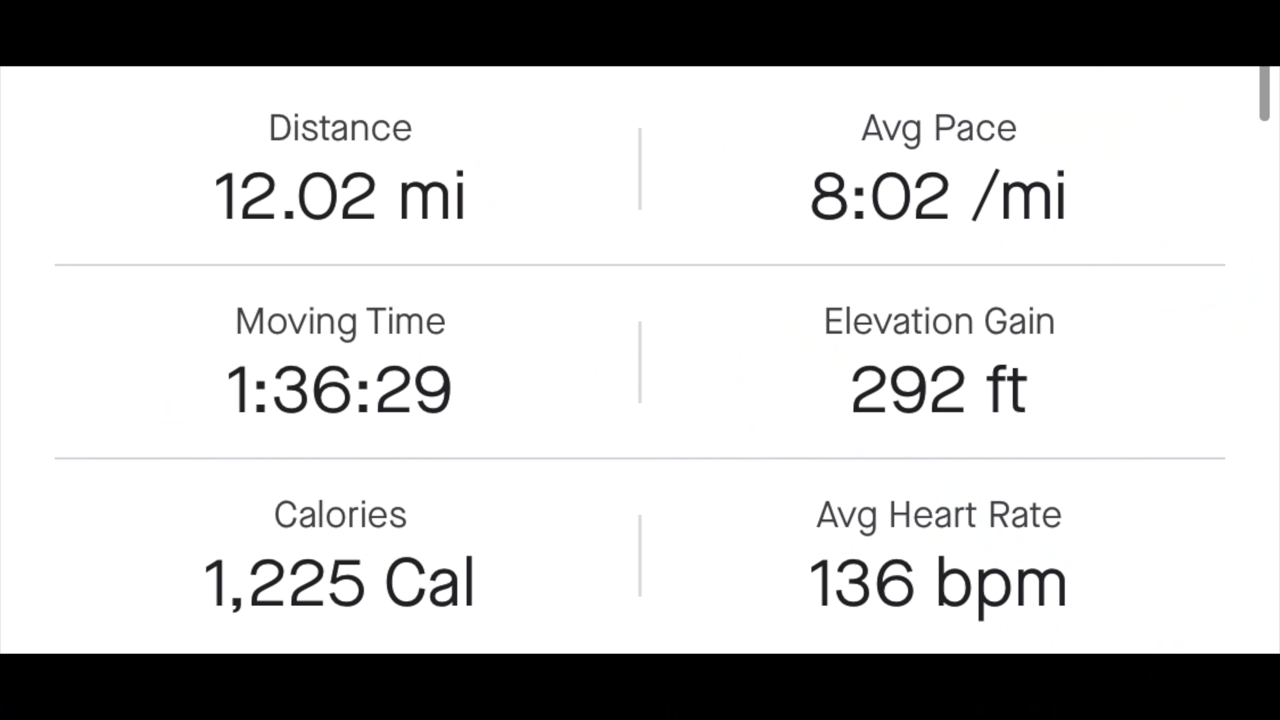 Distance
12.02 mi
Avg Pace
8:02 /mi
Moving Time
1:36:29
Elevation Gain
292 ft
Calories
1,225 Cal
Avg Heart Rate
136 bpm